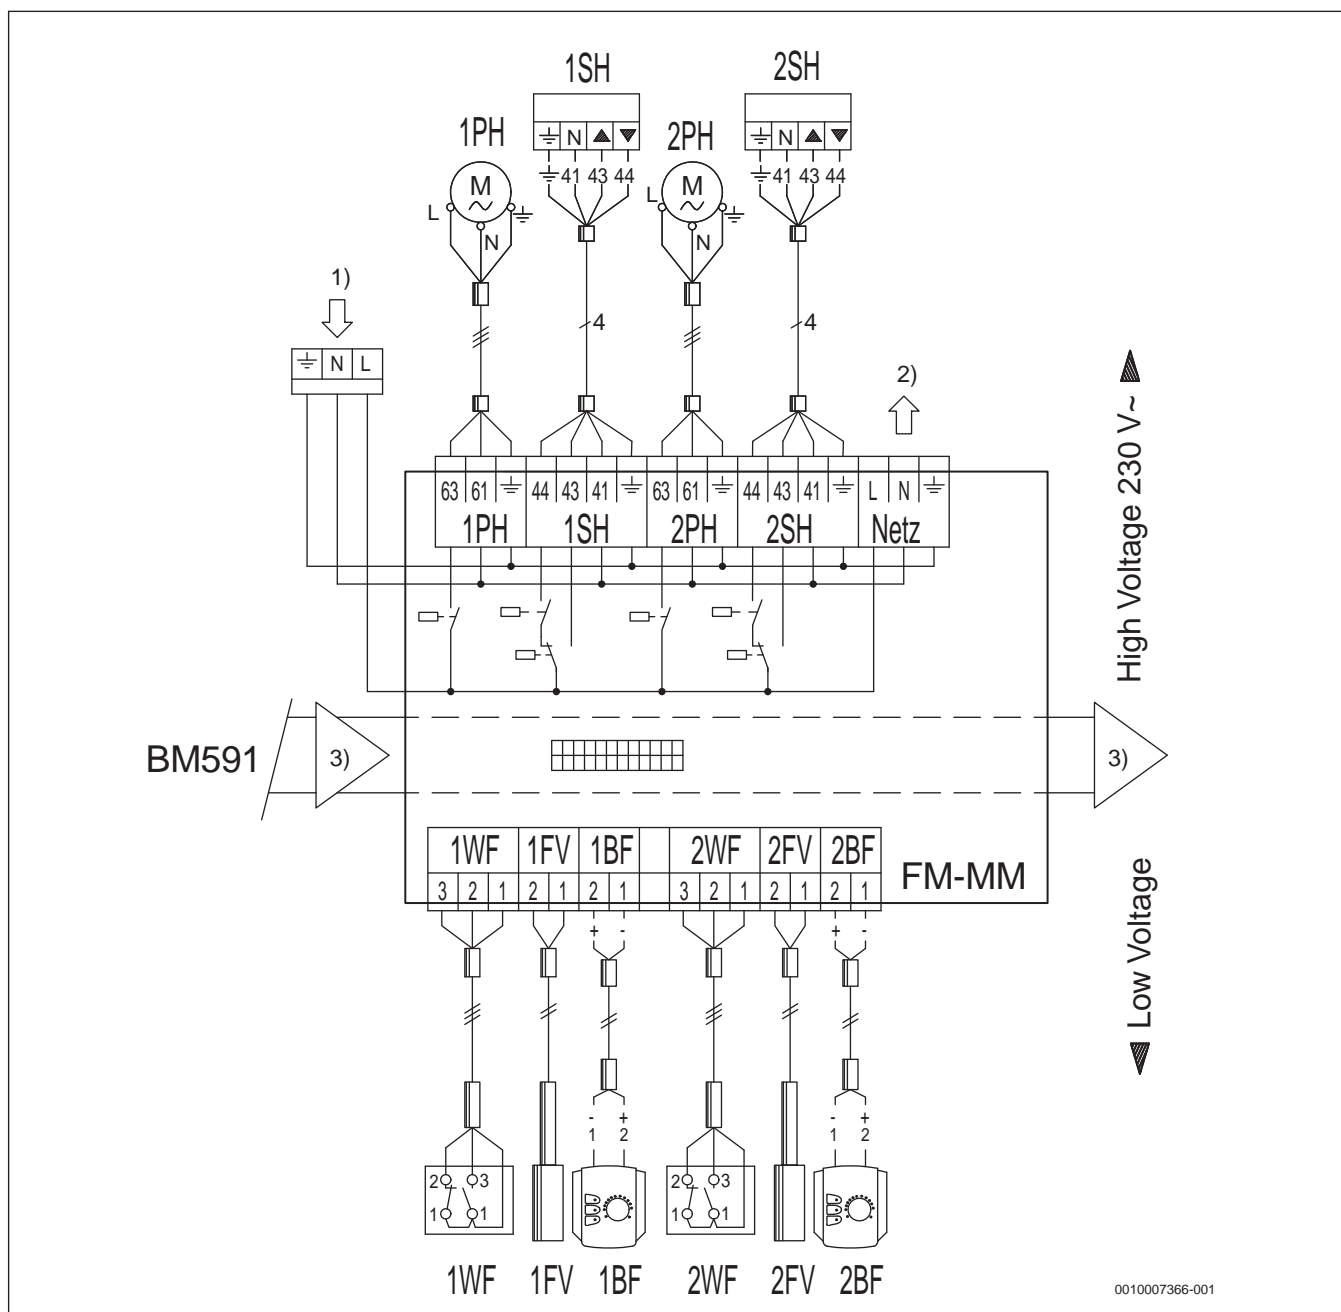 1SH
2SH
1PH
2PH
N
N
41 43 44
41 43 44
M
M
L
N
L
N
1)
4
4
2)
N L
63 61
44 43 41
63 61
44 43 41
L N
1PH
1SH
2PH
2SH
Netz
High Voltage 230 V~
BM591
3)
3)
1WF 1FV 1BF
2WF 2FV 2BF
FM-MM
3 2 1
2 1
2 1
3 2 1
2 1
2 1
+ -
+ -
Low Voltage
- +
1 2
- +
1 2
2 3
1 1
2 3
1 1
1WF 1FV 1BF 2WF 2FV 2BF
0010007366-001